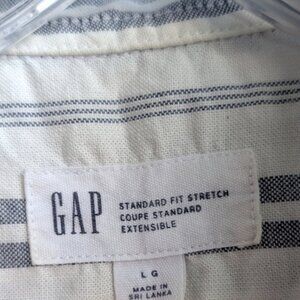 GAP
STANDARD FIT STRETCH
COUPE STANDARD
EXTENSIBLE
L G
MADE IN
SRI LANKA